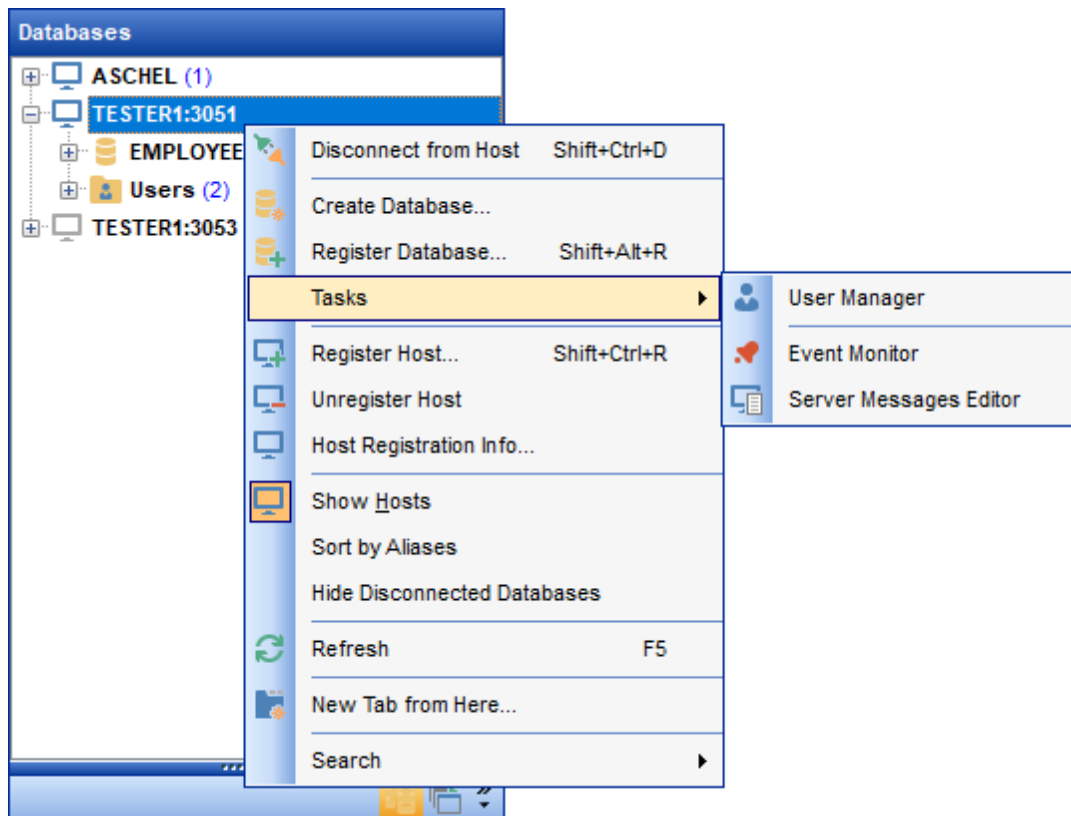 Databases
ASCHEL (1)
TESTER1:3051
EMPLOYEE
Users (2)
TESTER1:3053
Disconnect from Host Shift+Ctrl+D
Create Database...
Register Database... Shift+Alt+R
Tasks
Register Host... Shift+Ctrl+R
Unregister Host
Host Registration Info...
Show Hosts
Sort by Aliases
Hide Disconnected Databases
Refresh F5
New Tab from Here...
Search
User Manager
Event Monitor
Server Messages Editor